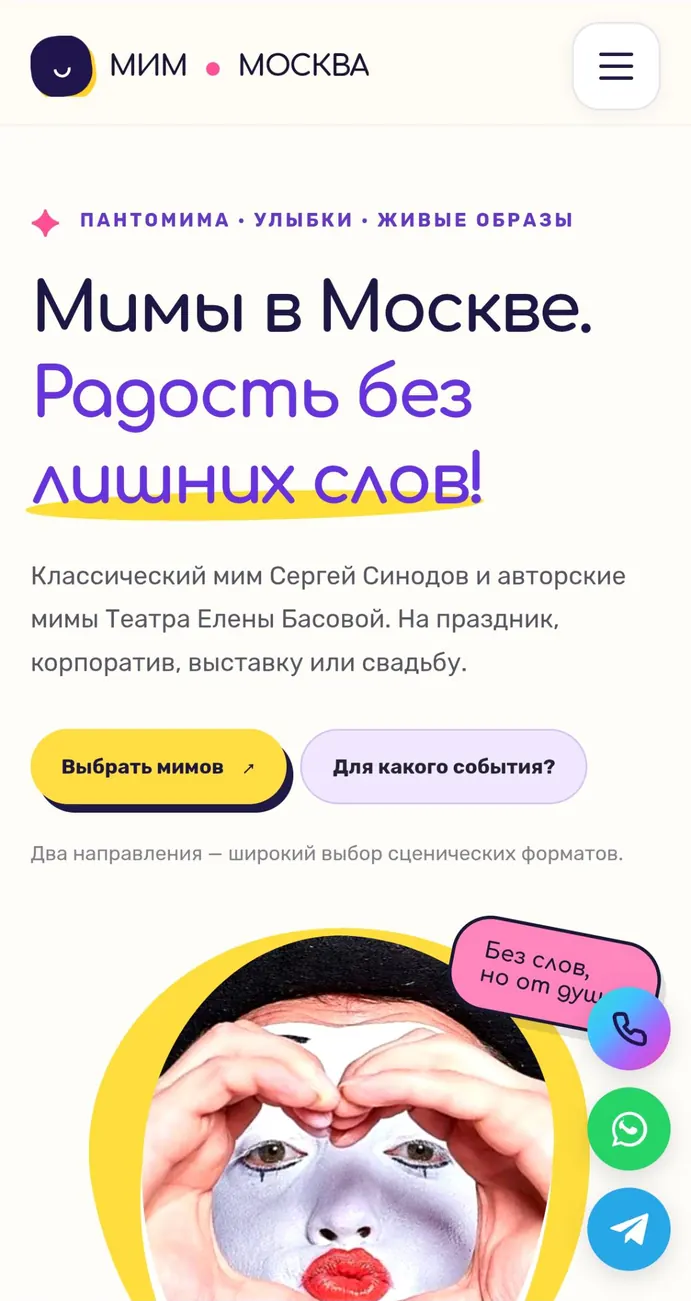 МИМ • МОСКВА
ПАНТОМИМА • УЛЫБКИ • ЖИВЫЕ ОБРАЗЫ
Мимы в Москве.
Радость без
лишних слов!
Классический мим Сергей Синодов и авторские
мимы Театра Елены Басовой. На праздник,
корпоратив, выставку или свадьбу.
Выбрать мимов ↗
Для какого события?
Два направления — широкий выбор сценических форматов.
Без слов,
но от